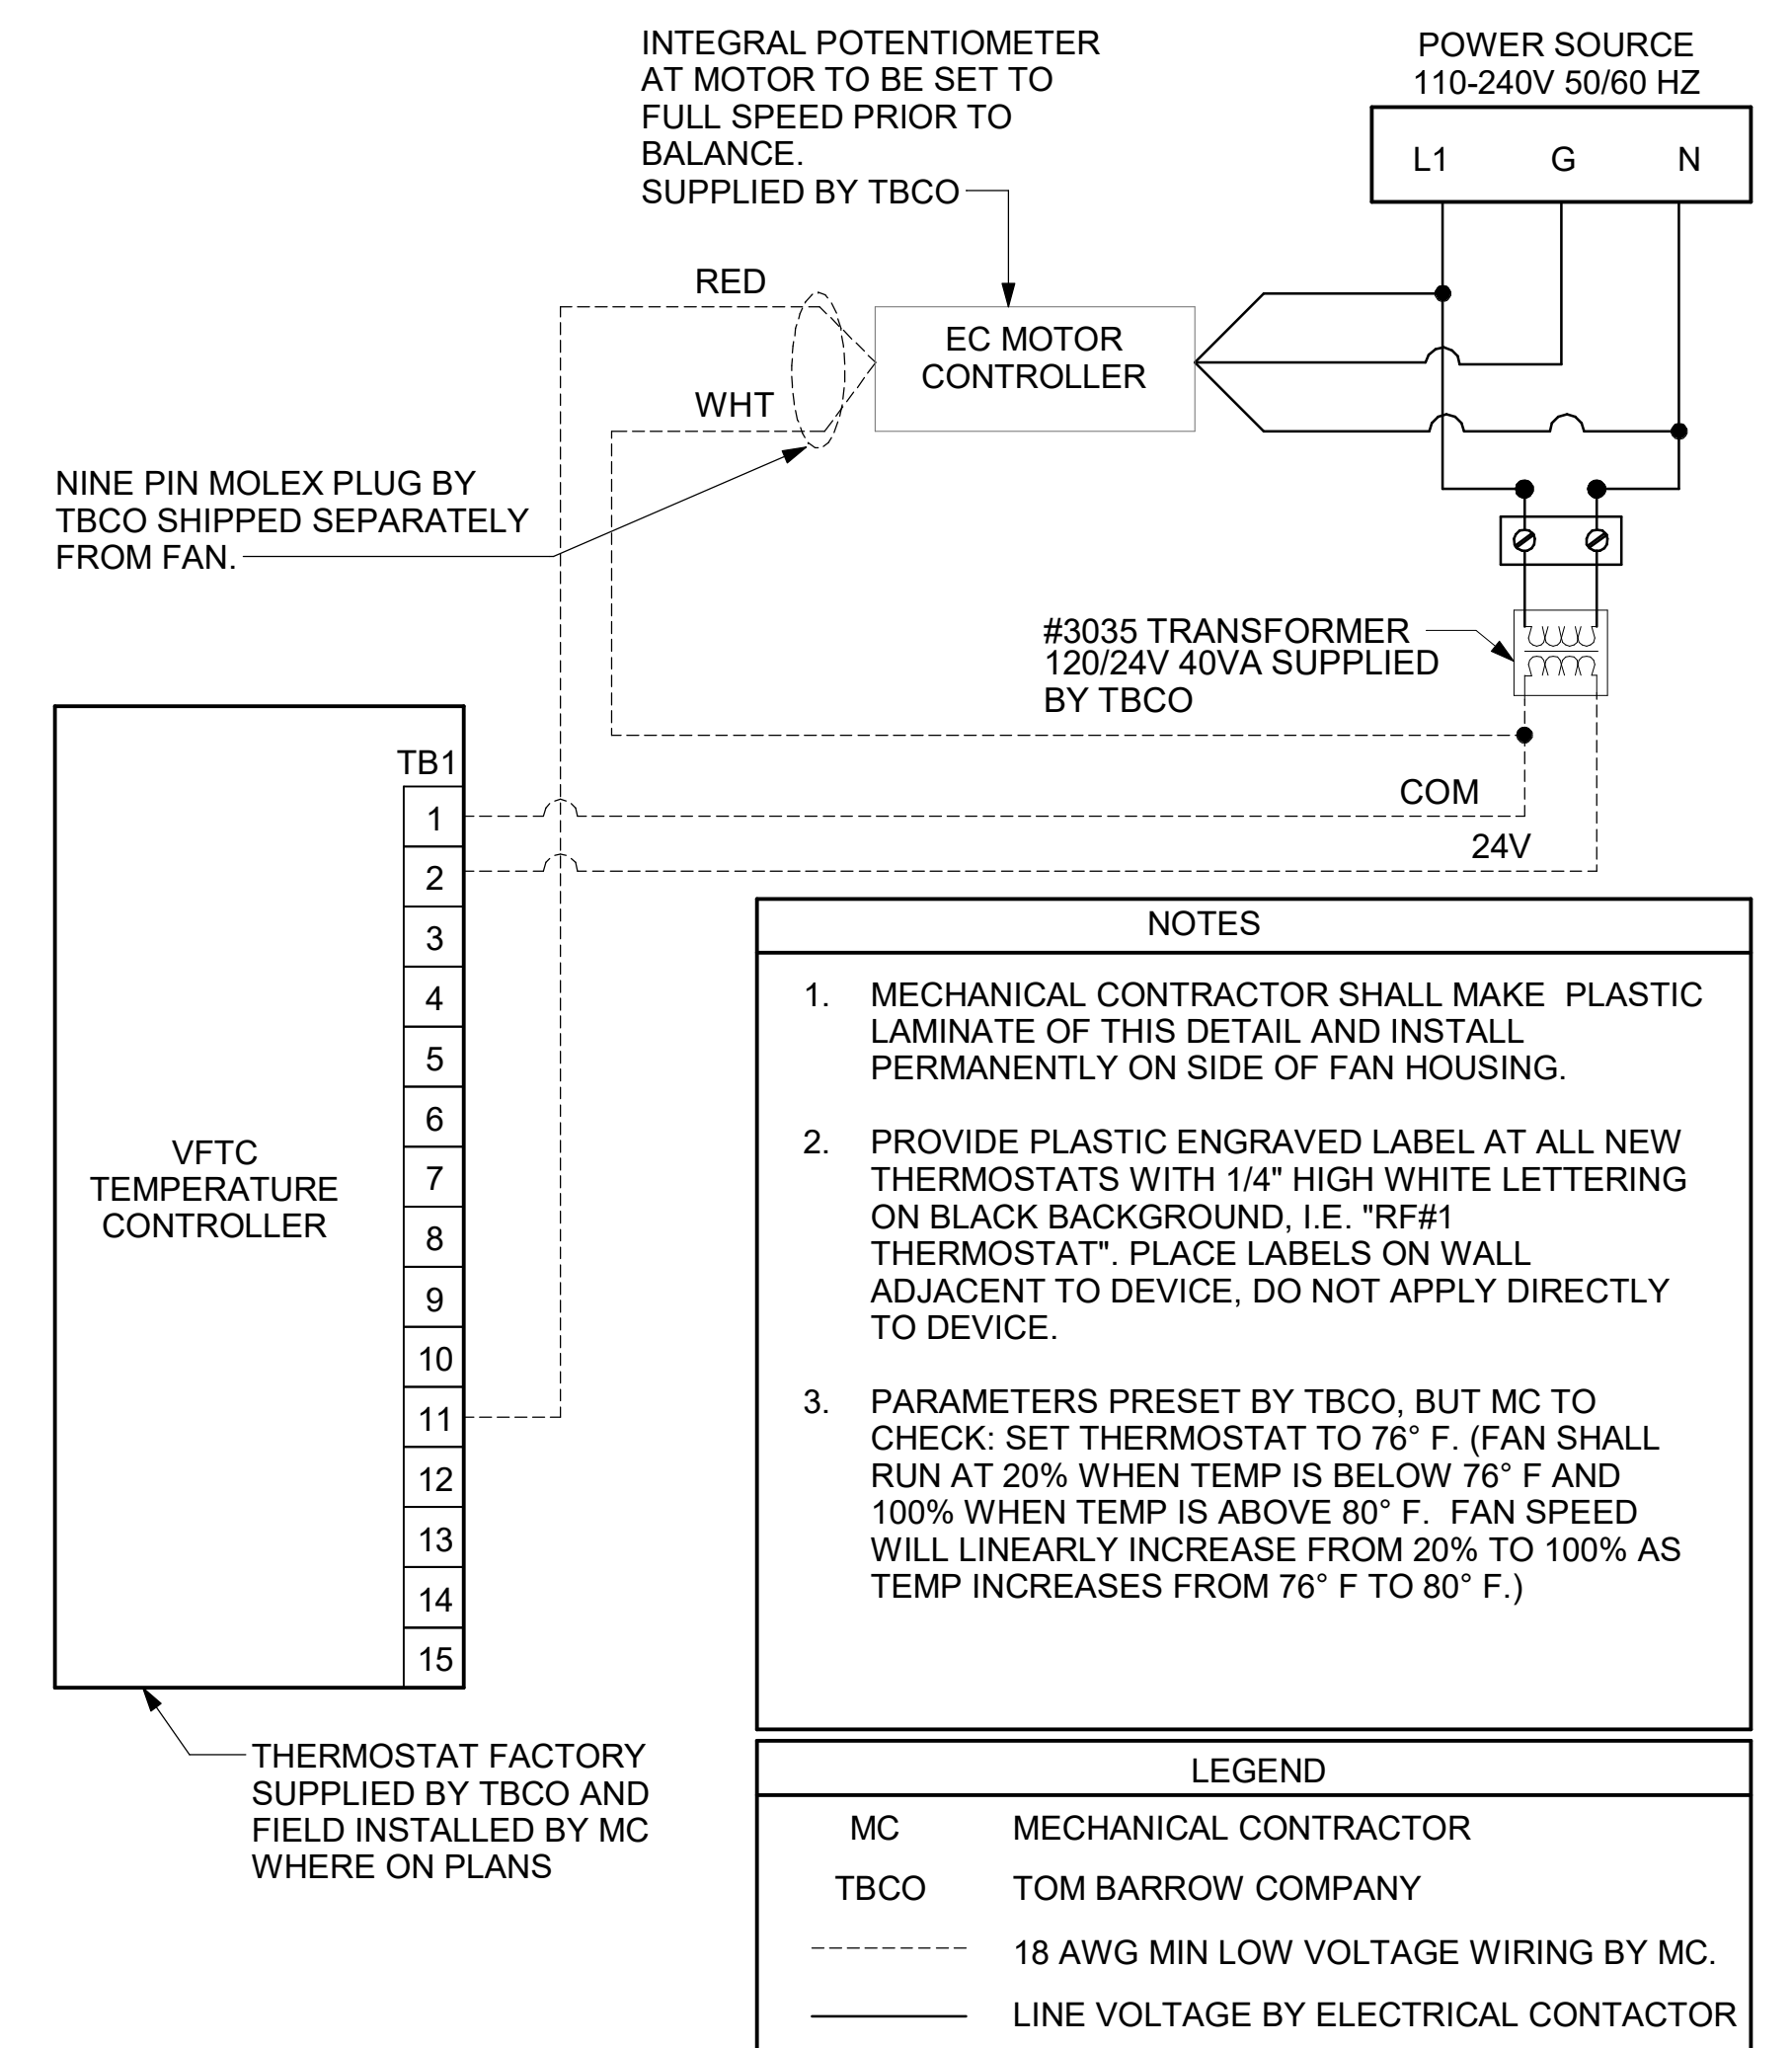 INTEGRAL POTENTIOMETER
AT MOTOR TO BE SET TO
FULL SPEED PRIOR TO
BALANCE.
SUPPLIED BY TBCO
POWER SOURCE
110-240V 50/60 HZ
L1 G N
RED
EC MOTOR
CONTROLLER
WHT
NINE PIN MOLEX PLUG BY
TBCO SHIPPED SEPARATELY
FROM FAN.
#3035 TRANSFORMER
120/24V 40VA SUPPLIED
BY TBCO
COM
24V
TB1
1
2
3
4
5
6
7
8
9
10
11
12
13
14
15
VFTC
TEMPERATURE
CONTROLLER
THERMOSTAT FACTORY
SUPPLIED BY TBCO AND
FIELD INSTALLED BY MC
WHERE ON PLANS
NOTES
1. MECHANICAL CONTRACTOR SHALL MAKE PLASTIC
LAMINATE OF THIS DETAIL AND INSTALL
PERMANENTLY ON SIDE OF FAN HOUSING.
2. PROVIDE PLASTIC ENGRAVED LABEL AT ALL NEW
THERMOSTATS WITH 1/4" HIGH WHITE LETTERING
ON BLACK BACKGROUND, I.E. "RF#1
THERMOSTAT". PLACE LABELS ON WALL
ADJACENT TO DEVICE, DO NOT APPLY DIRECTLY
TO DEVICE.
3. PARAMETERS PRESET BY TBCO, BUT MC TO
CHECK: SET THERMOSTAT TO 76° F. (FAN SHALL
RUN AT 20% WHEN TEMP IS BELOW 76° F AND
100% WHEN TEMP IS ABOVE 80° F. FAN SPEED
WILL LINEARLY INCREASE FROM 20% TO 100% AS
TEMP INCREASES FROM 76° F TO 80° F.)
LEGEND
MC MECHANICAL CONTRACTOR
TBCO TOM BARROW COMPANY
18 AWG MIN LOW VOLTAGE WIRING BY MC.
LINE VOLTAGE BY ELECTRICAL CONTACTOR